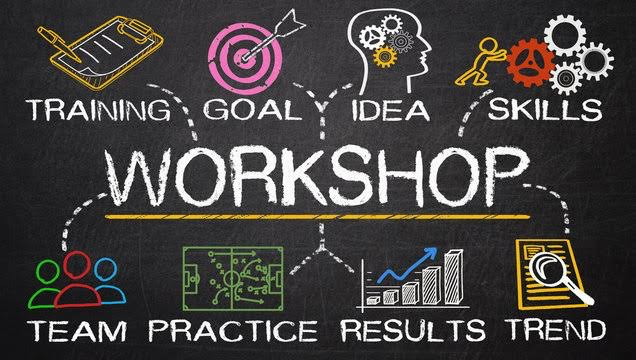 TRAINING GOAL IDEA SKILLS
WORKSHOP
TEAM PRACTICE RESULTS TREND